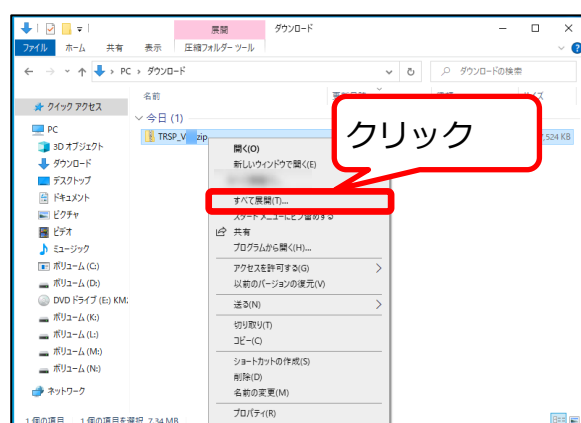 展開
ダウンロード
ファイル
ホーム
共有
表示
圧縮フォルダー ツール
PC › ダウンロード
ダウンロードの検索
名前
クイック アクセス
今日 (1)
PC
TRSP_V
zip
524 KB
クリック
3D オブジェクト
ダウンロード
デスクトップ
ドキュメント
ピクチャ
ビデオ
ミュージック
ボリューム (C:)
ボリューム (D:)
DVD ドライブ (E:) KM
ボリューム (K:)
ボリューム (L:)
ボリューム (M:)
ボリューム (N:)
ネットワーク
開く(O)
新しいウィンドウで開く(E)
すべて展開(T)...
スタート メニューにピン留めする
共有
プログラムから開く(H)...
アクセスを許可する(G)
以前のバージョンの復元(V)
送る(N)
切り取り(T)
コピー(C)
ショートカットの作成(S)
削除(D)
名前の変更(M)
プロパティ(R)
1 個の項目
1 個の項目を選択 7.34 MB